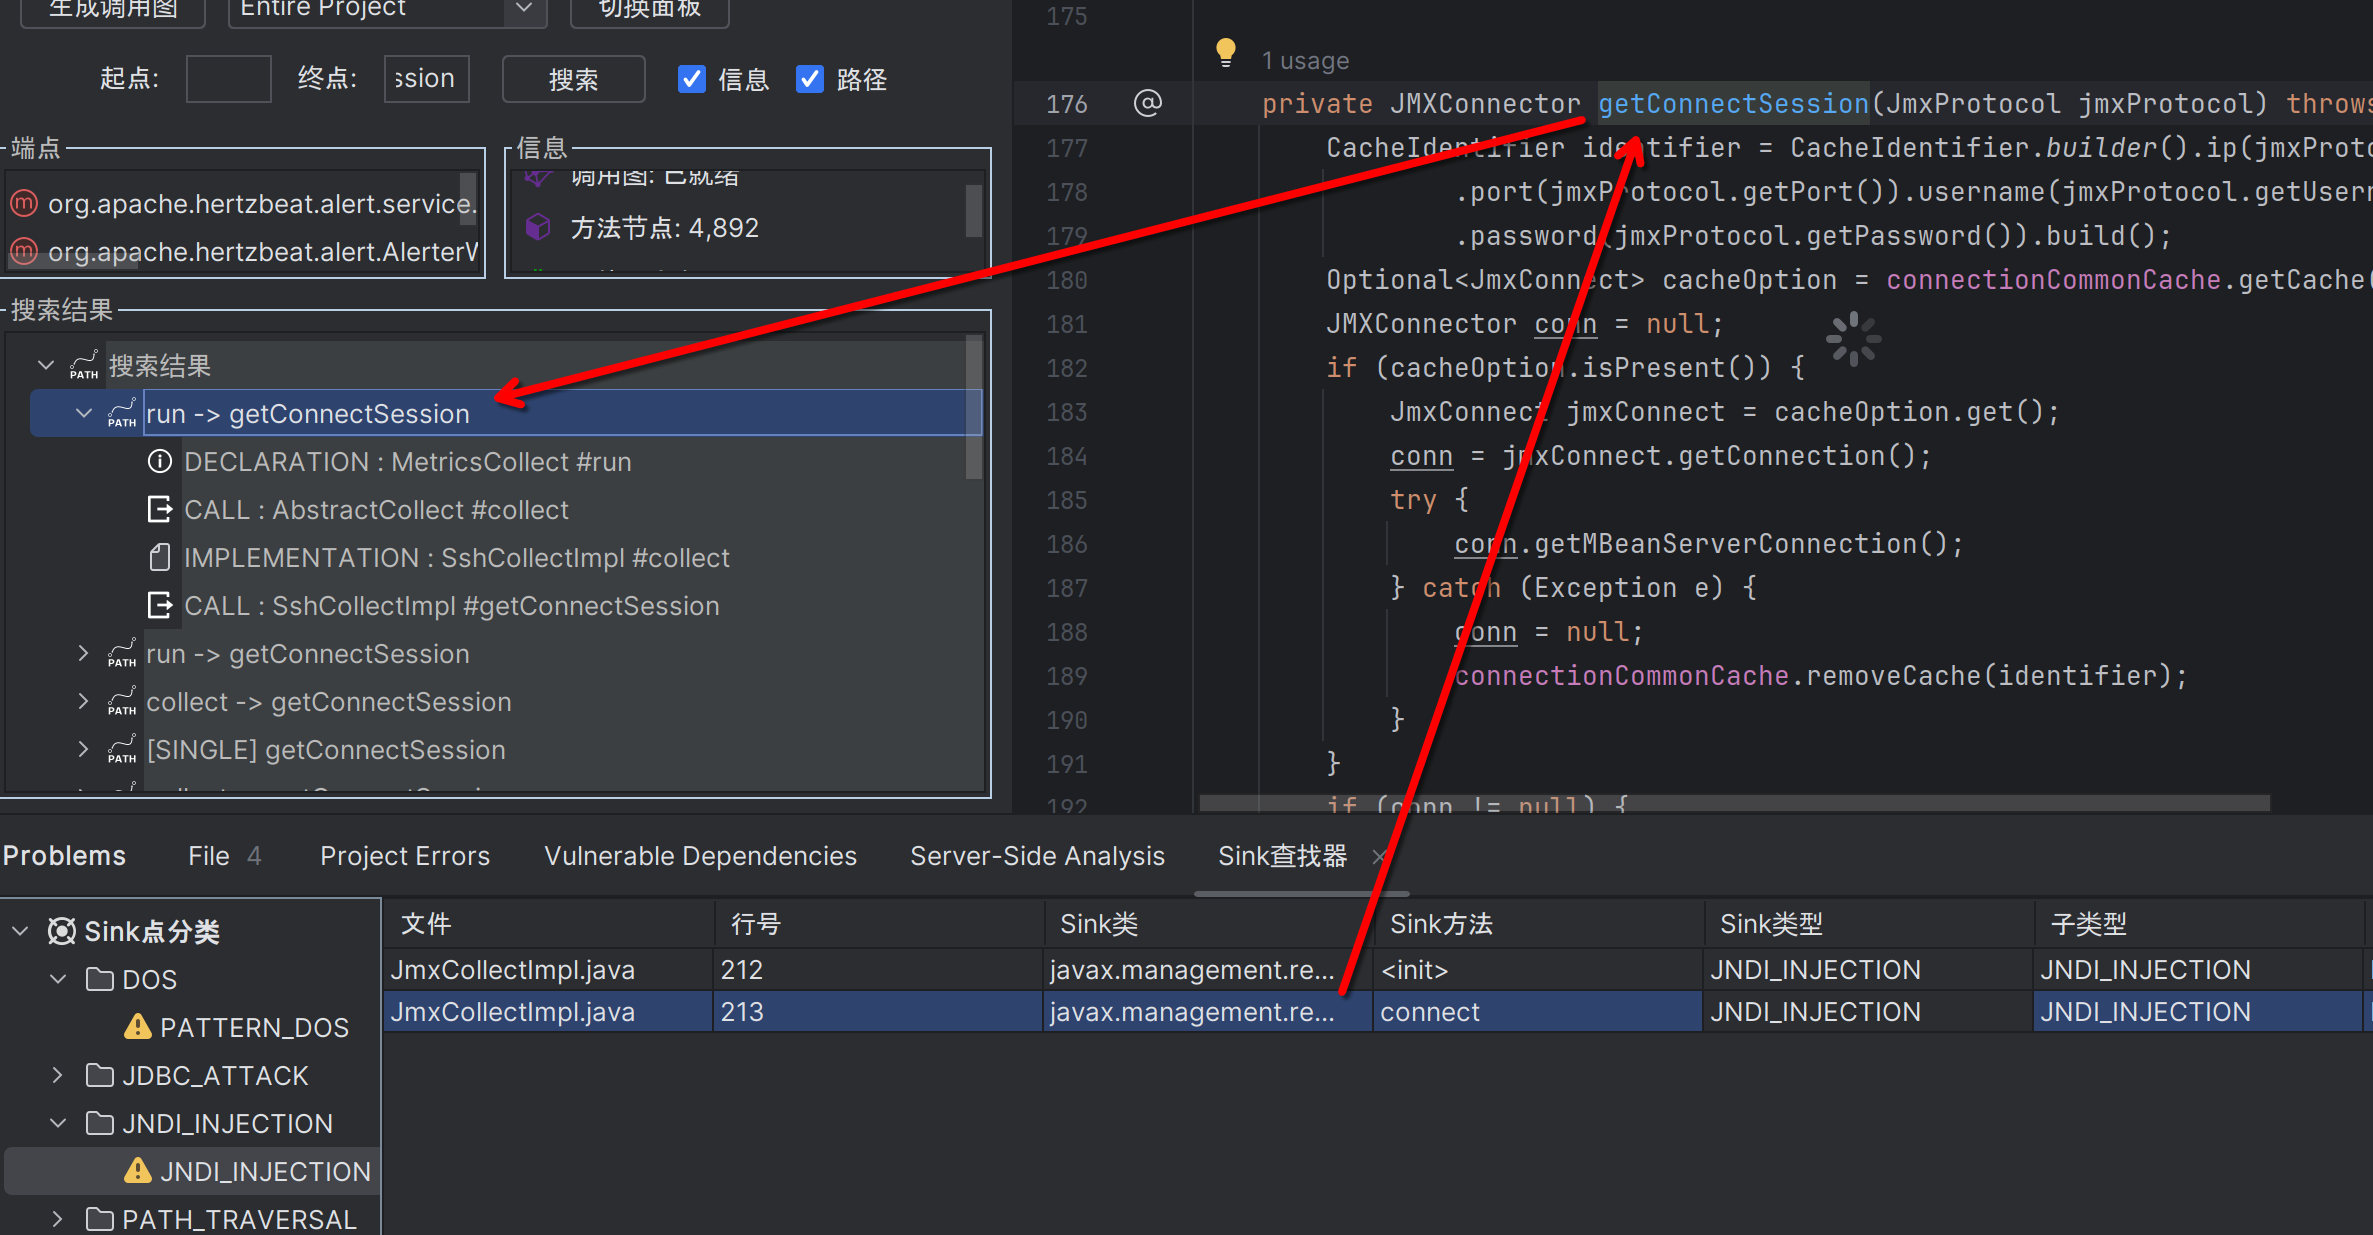 生成调用图 Entire Project 切换面板
起点: 终点: ssion 搜索 信息 路径
端点
org.apache.hertzbeat.alert.service.
org.apache.hertzbeat.alert.AlerterW
信息
调用图: 已就绪
方法节点: 4,892
搜索结果
PATH 搜索结果
PATH run -> getConnectSession
DECLARATION : MetricsCollect #run
CALL : AbstractCollect #collect
IMPLEMENTATION : SshCollectImpl #collect
CALL : SshCollectImpl #getConnectSession
PATH run -> getConnectSession
PATH collect -> getConnectSession
PATH [SINGLE] getConnectSession
175
1 usage
176 @ private JMXConnector getConnectSession(JmxProtocol jmxProtocol) throws
177 CacheIdentifier identifier = CacheIdentifier.builder().ip(jmxProto
178 .port(jmxProtocol.getPort()).username(jmxProtocol.getUsern
179 .password(jmxProtocol.getPassword()).build();
180 Optional<JmxConnect> cacheOption = connectionCommonCache.getCache(
181 JMXConnector conn = null;
182 if (cacheOption.isPresent()) {
183 JmxConnect jmxConnect = cacheOption.get();
184 conn = jmxConnect.getConnection();
185 try {
186 conn.getMBeanServerConnection();
187 } catch (Exception e) {
188 conn = null;
189 connectionCommonCache.removeCache(identifier);
190 }
191 }
192 if (conn != null) {
Problems File 4 Project Errors Vulnerable Dependencies Server-Side Analysis Sink查找器
Sink点分类
DOS
PATTERN_DOS
JDBC_ATTACK
JNDI_INJECTION
JNDI_INJECTION
PATH_TRAVERSAL
文件 行号 Sink类 Sink方法 Sink类型 子类型
JmxCollectImpl.java 212 javax.management.re... <init> JNDI_INJECTION JNDI_INJECTION
JmxCollectImpl.java 213 javax.management.re... connect JNDI_INJECTION JNDI_INJECTION